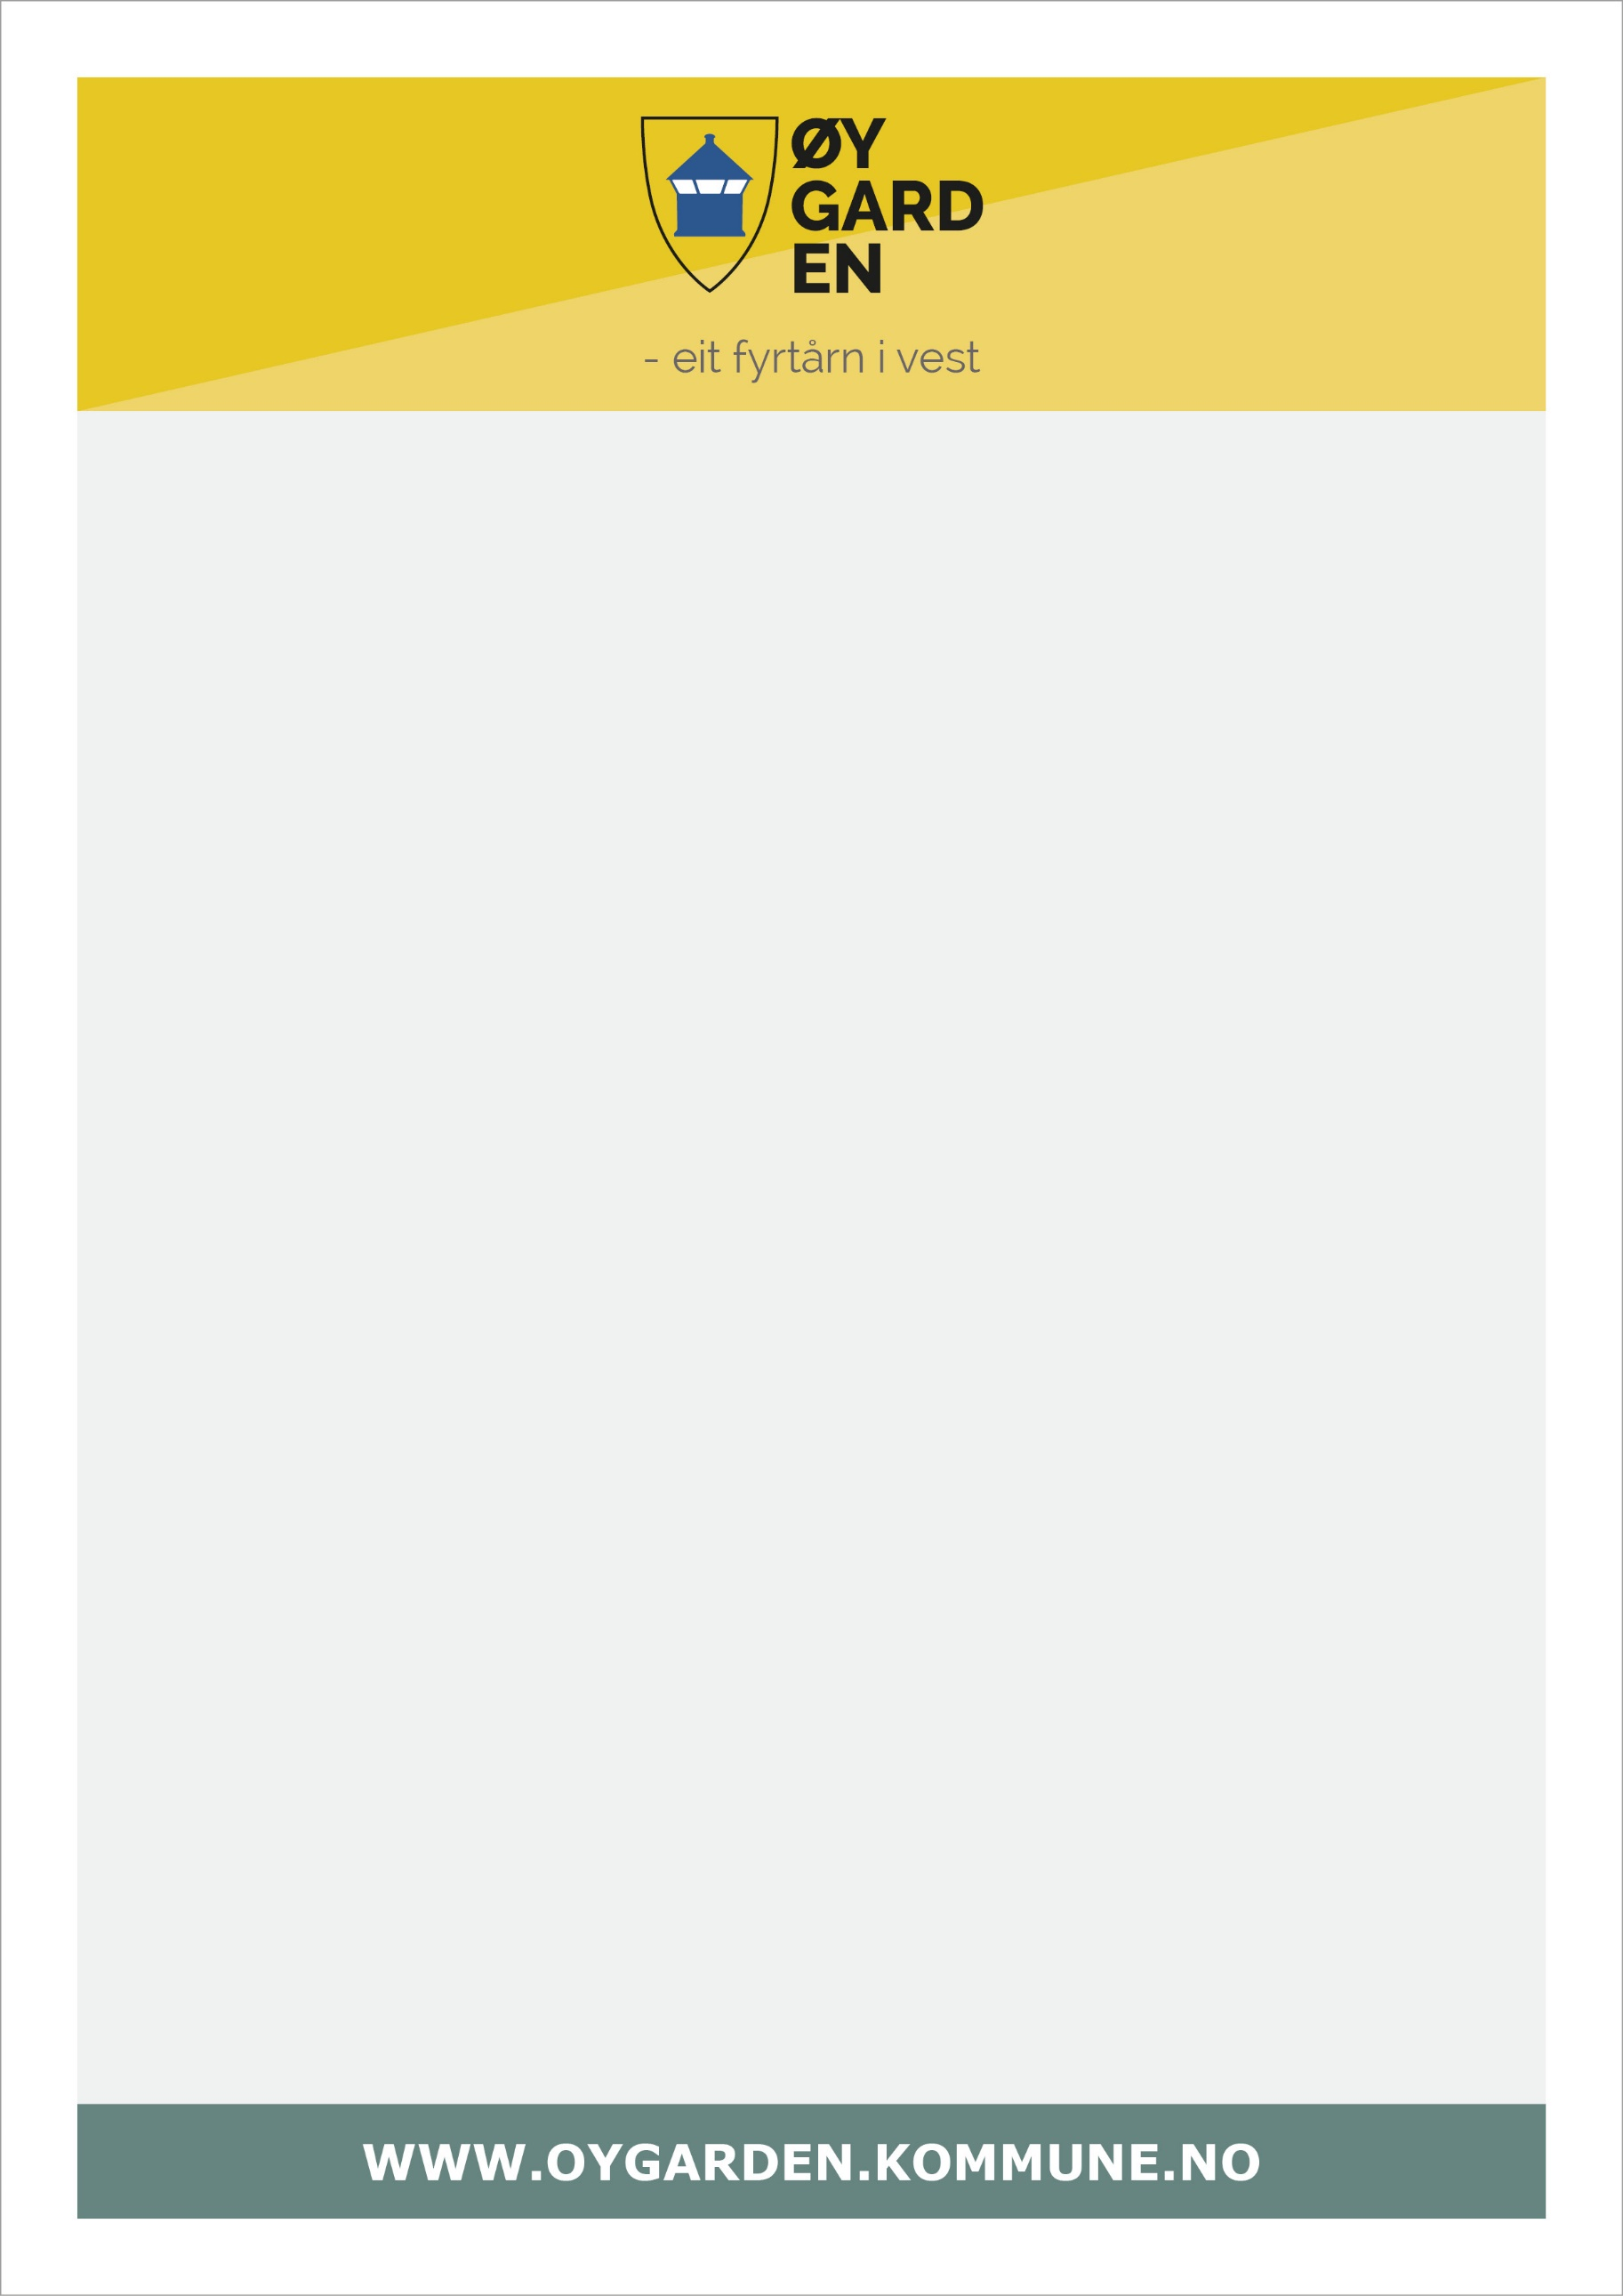 ØY
GARD
EN
- eit fyrtårn i vest
WWW.OYGARDEN.KOMMUNE.NO